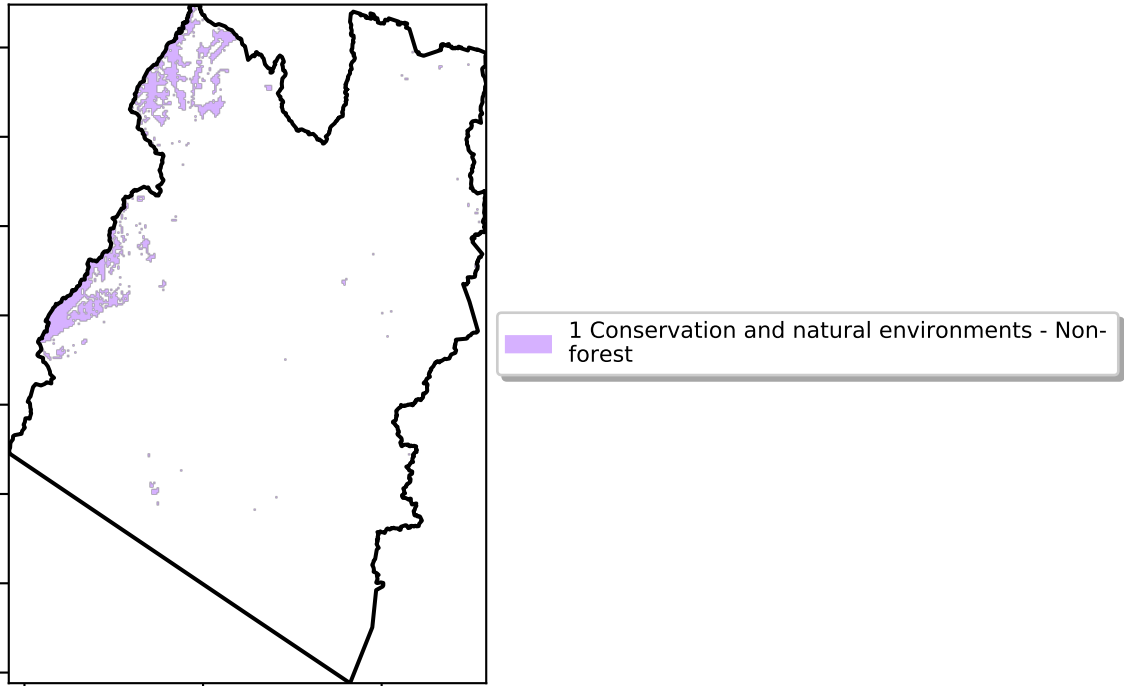 1 Conservation and natural environments - Non-
forest